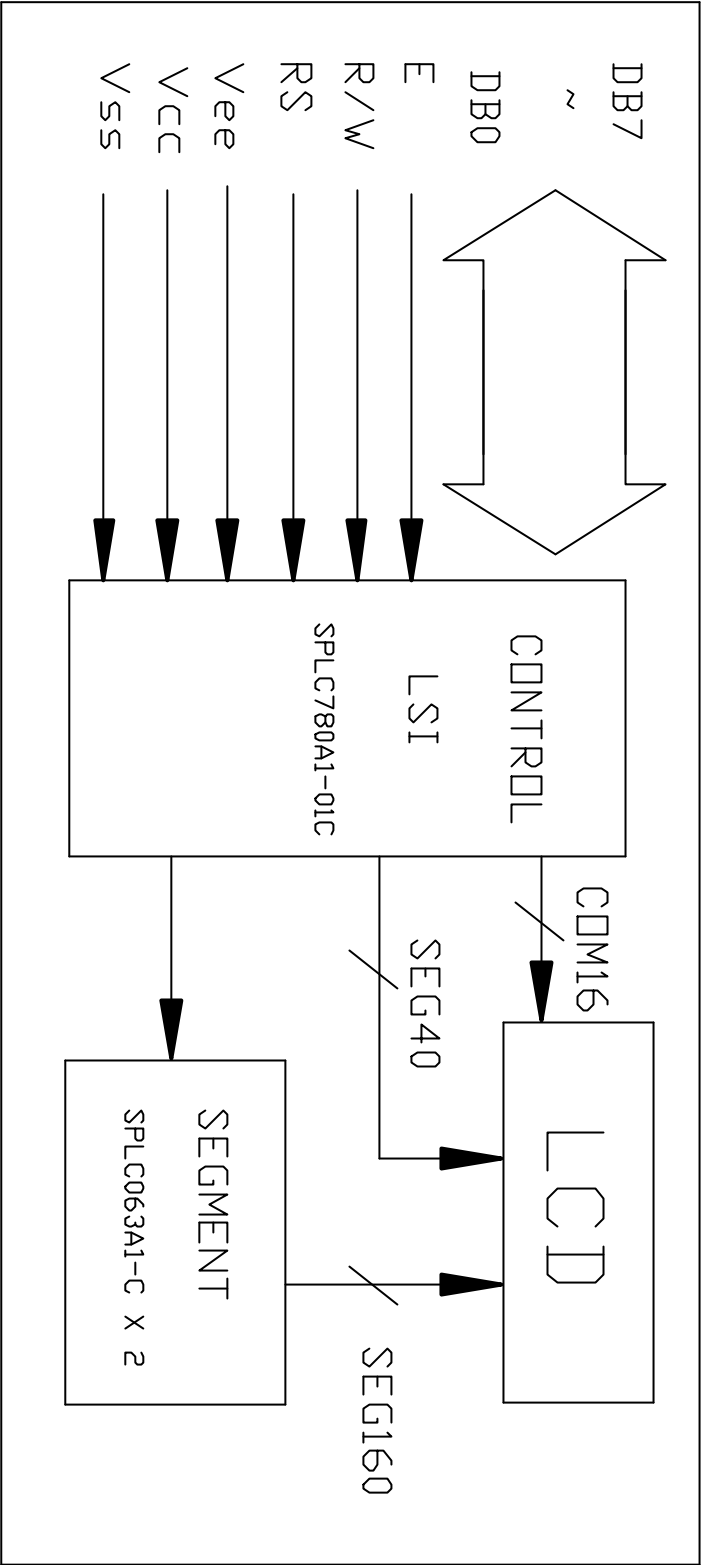 DB7
~
DB0
E
R/W
RS
Vee
Vcc
Vss
CONTROL
LSI
SPLC780A1-01C
COM16
SEG40
LCD
SEGMENT
SPLC063A1-C X 2
SEG160